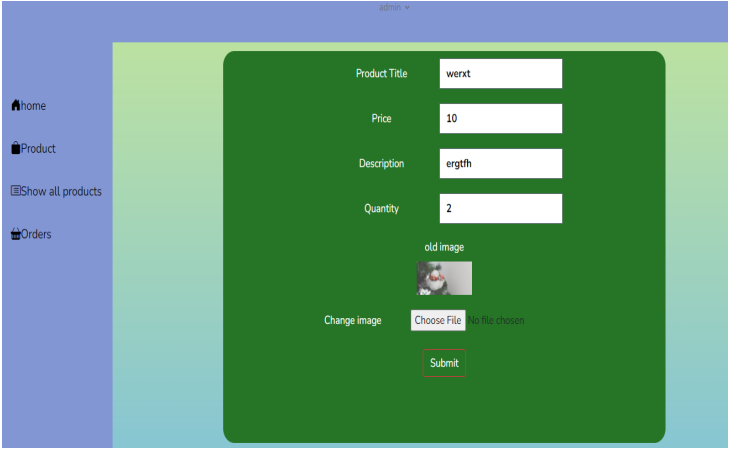 admin
home
Product
Show all products
Orders
Product Title
werxt
Price
10
Description
ergtfh
Quantity
2
old image
Change image
Choose File No file chosen
Submit